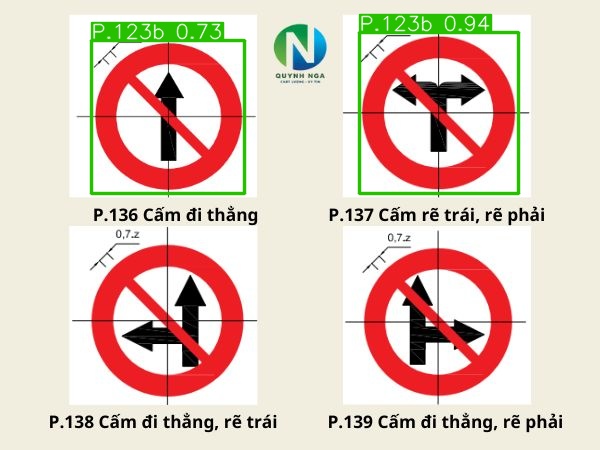 P.123b 0.73
P.123b 0.94
QUYNH NGA
CHẤT LƯỢNG - UY TÍN
P.136 Cấm đi thẳng
P.137 Cấm rẽ trái, rẽ phải
0,7.z
0,7.z
P.138 Cấm đi thẳng, rẽ trái
P.139 Cấm đi thẳng, rẽ phải